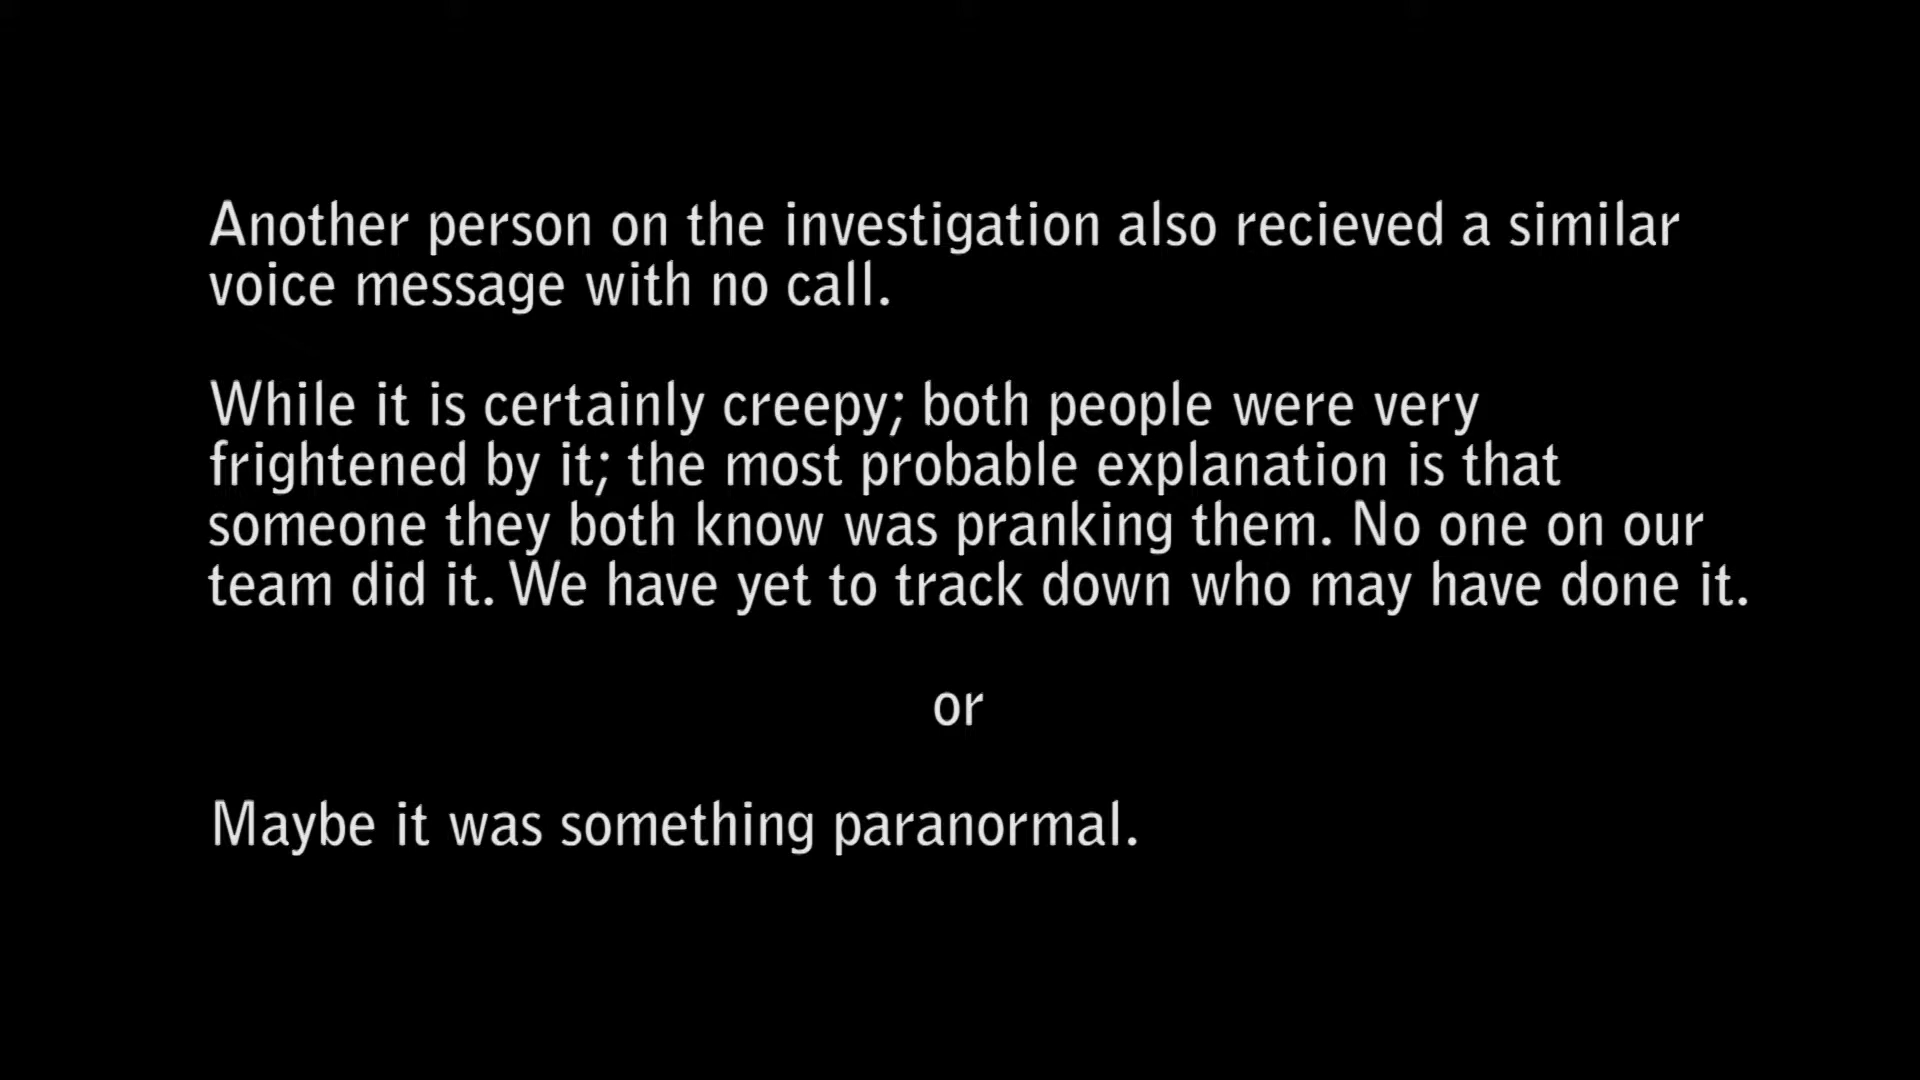 Another person on the investigation also recieved a similar
voice message with no call.
While it is certainly creepy; both people were very
frightened by it; the most probable explanation is that
someone they both know was pranking them. No one on our
team did it. We have yet to track down who may have done it.
or
Maybe it was something paranormal.